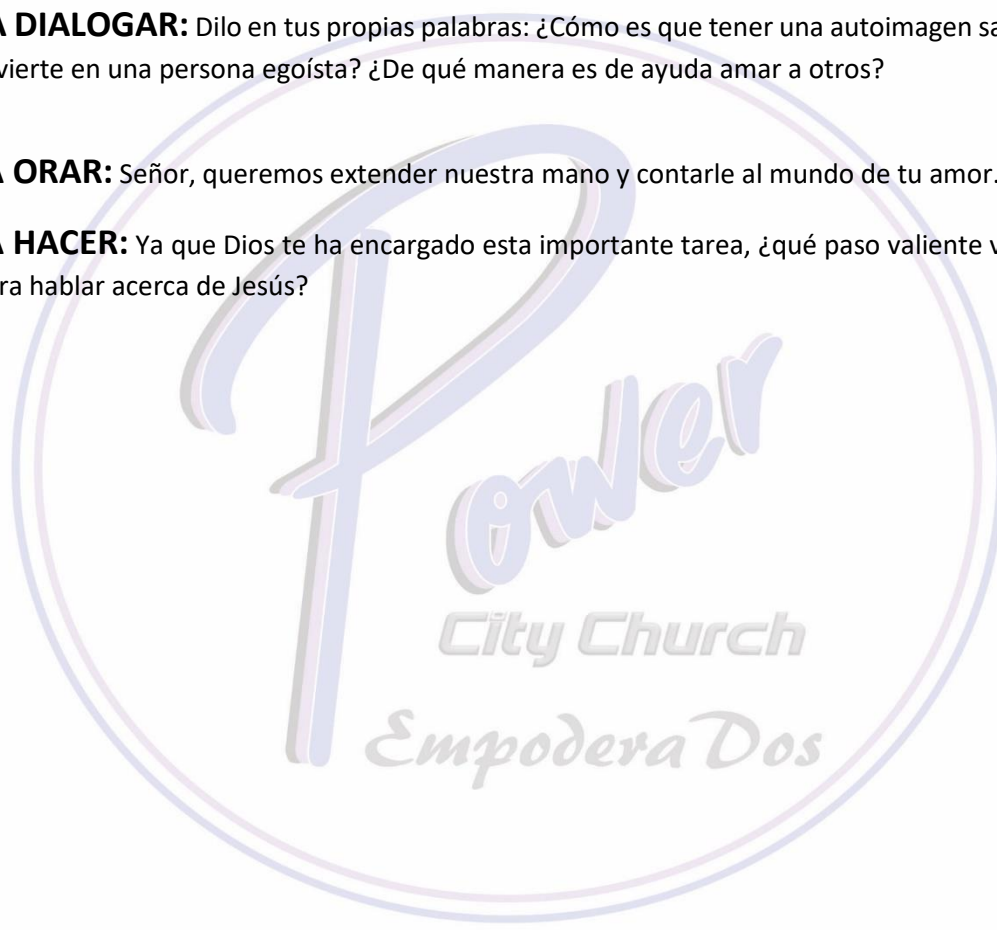 A DIALOGAR: Dilo en tus propias palabras: ¿Cómo es que tener una autoimagen sa
vierte en una persona egoísta? ¿De qué manera es de ayuda amar a otros?
A ORAR: Señor, queremos extender nuestra mano y contarle al mundo de tu amor.
A HACER: Ya que Dios te ha encargado esta importante tarea, ¿qué paso valiente v
ra hablar acerca de Jesús?
Power
City Church
EmpoderaDos